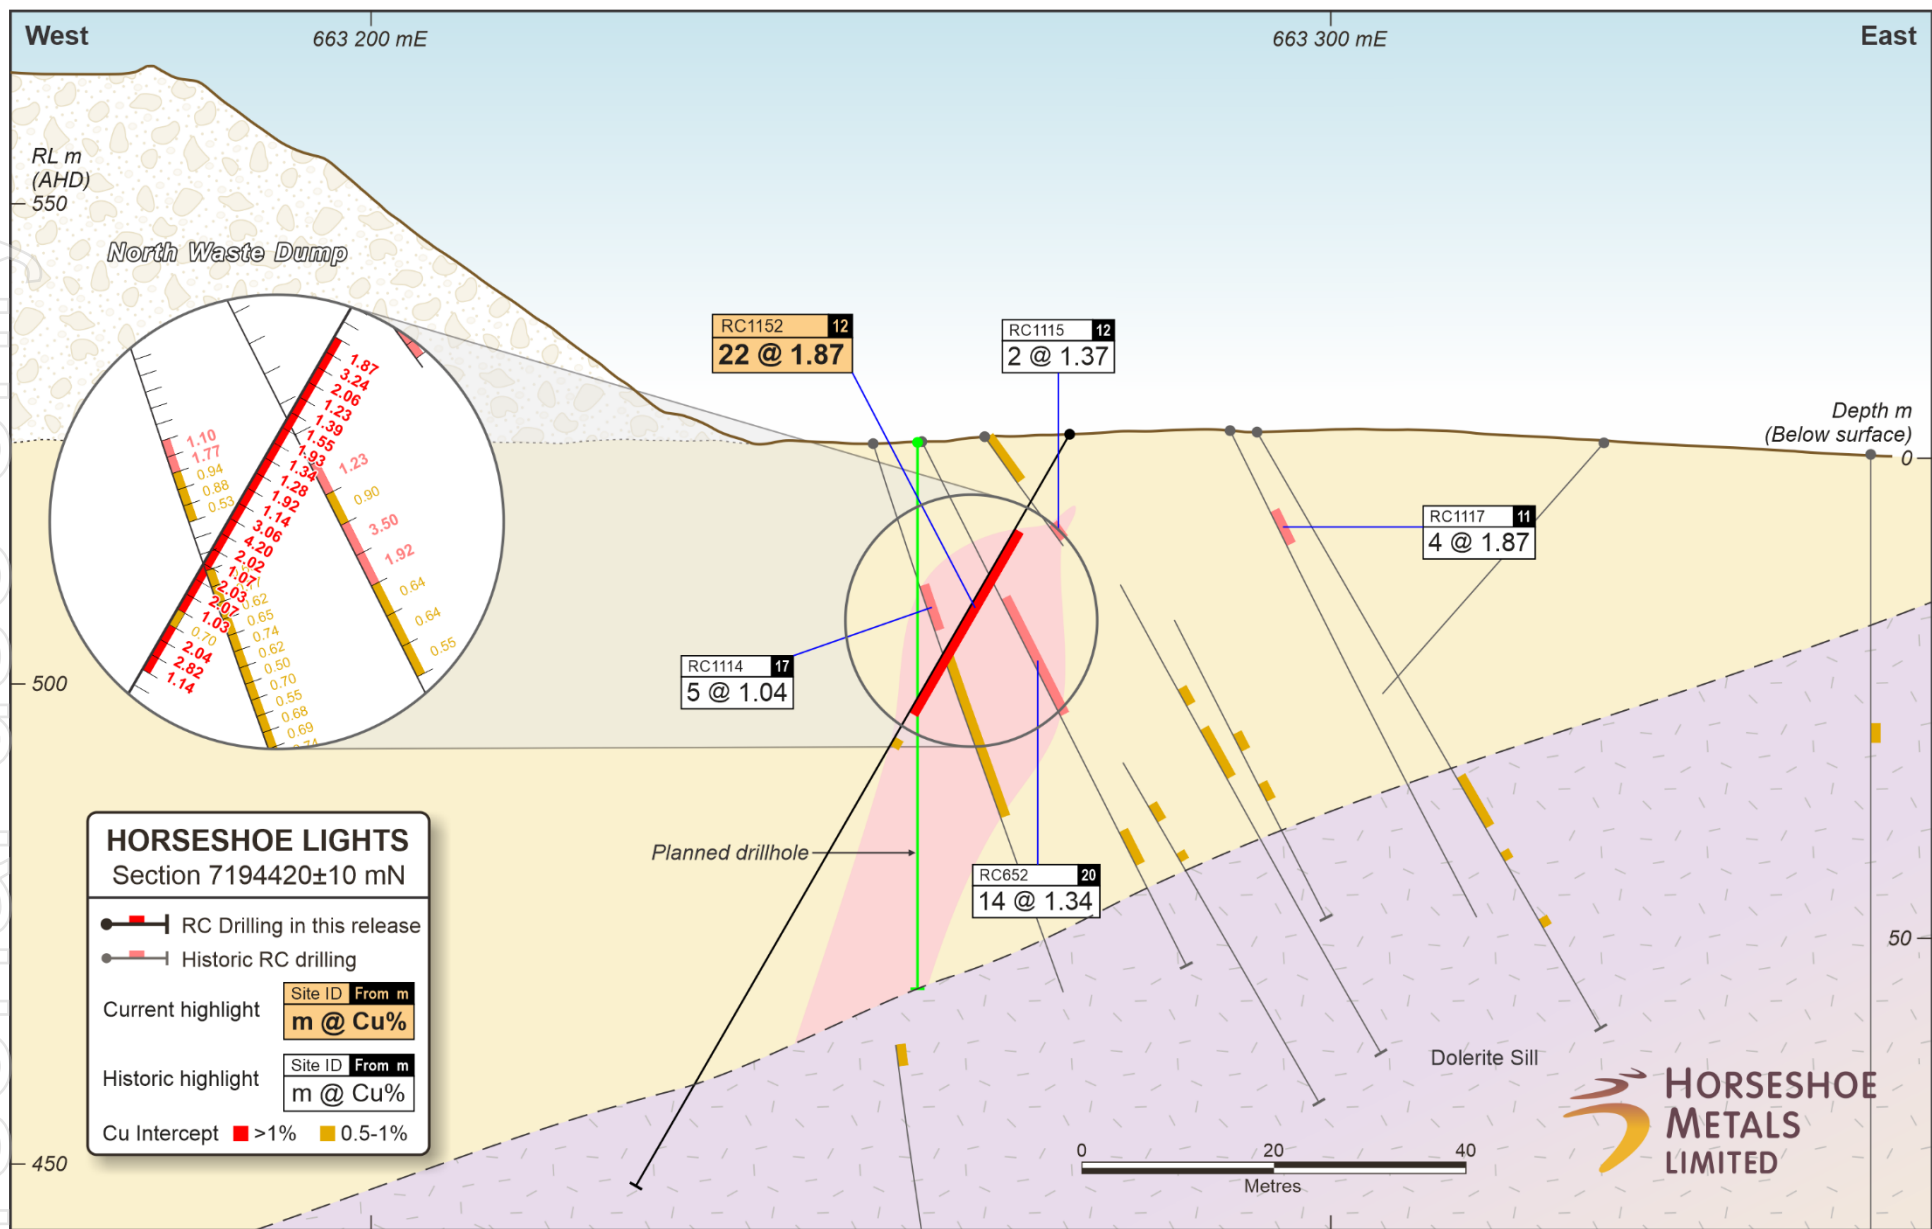 West
663 200 mE
663 300 mE
East
RL m
(AHD)
550
North Waste Dump
RC1152 12
22 @ 1.87
RC1115 12
2 @ 1.37
Depth m
(Below surface)
0
1.87
3.24
2.06
1.23
1.39
1.55
1.93
1.34
1.28
1.92
1.14
3.06
4.20
2.02
1.07
2.03
2.07
1.03
0.70
2.04
2.82
1.14
1.10
1.77
0.94
0.88
0.53
1.23
0.90
3.50
1.92
0.64
0.64
0.55
0.62
0.65
0.74
0.62
0.50
0.70
0.55
0.68
0.69
RC1117 11
4 @ 1.87
RC1114 17
5 @ 1.04
500
Planned drillhole
RC652 20
14 @ 1.34
50
HORSESHOE LIGHTS
Section 7194420±10 mN
RC Drilling in this release
Historic RC drilling
Current highlight
Site ID From m
m @ Cu%
Historic highlight
Site ID From m
m @ Cu%
Cu Intercept >1% 0.5-1%
450
Dolerite Sill
0 20 40
Metres
HORSESHOE
METALS
LIMITED